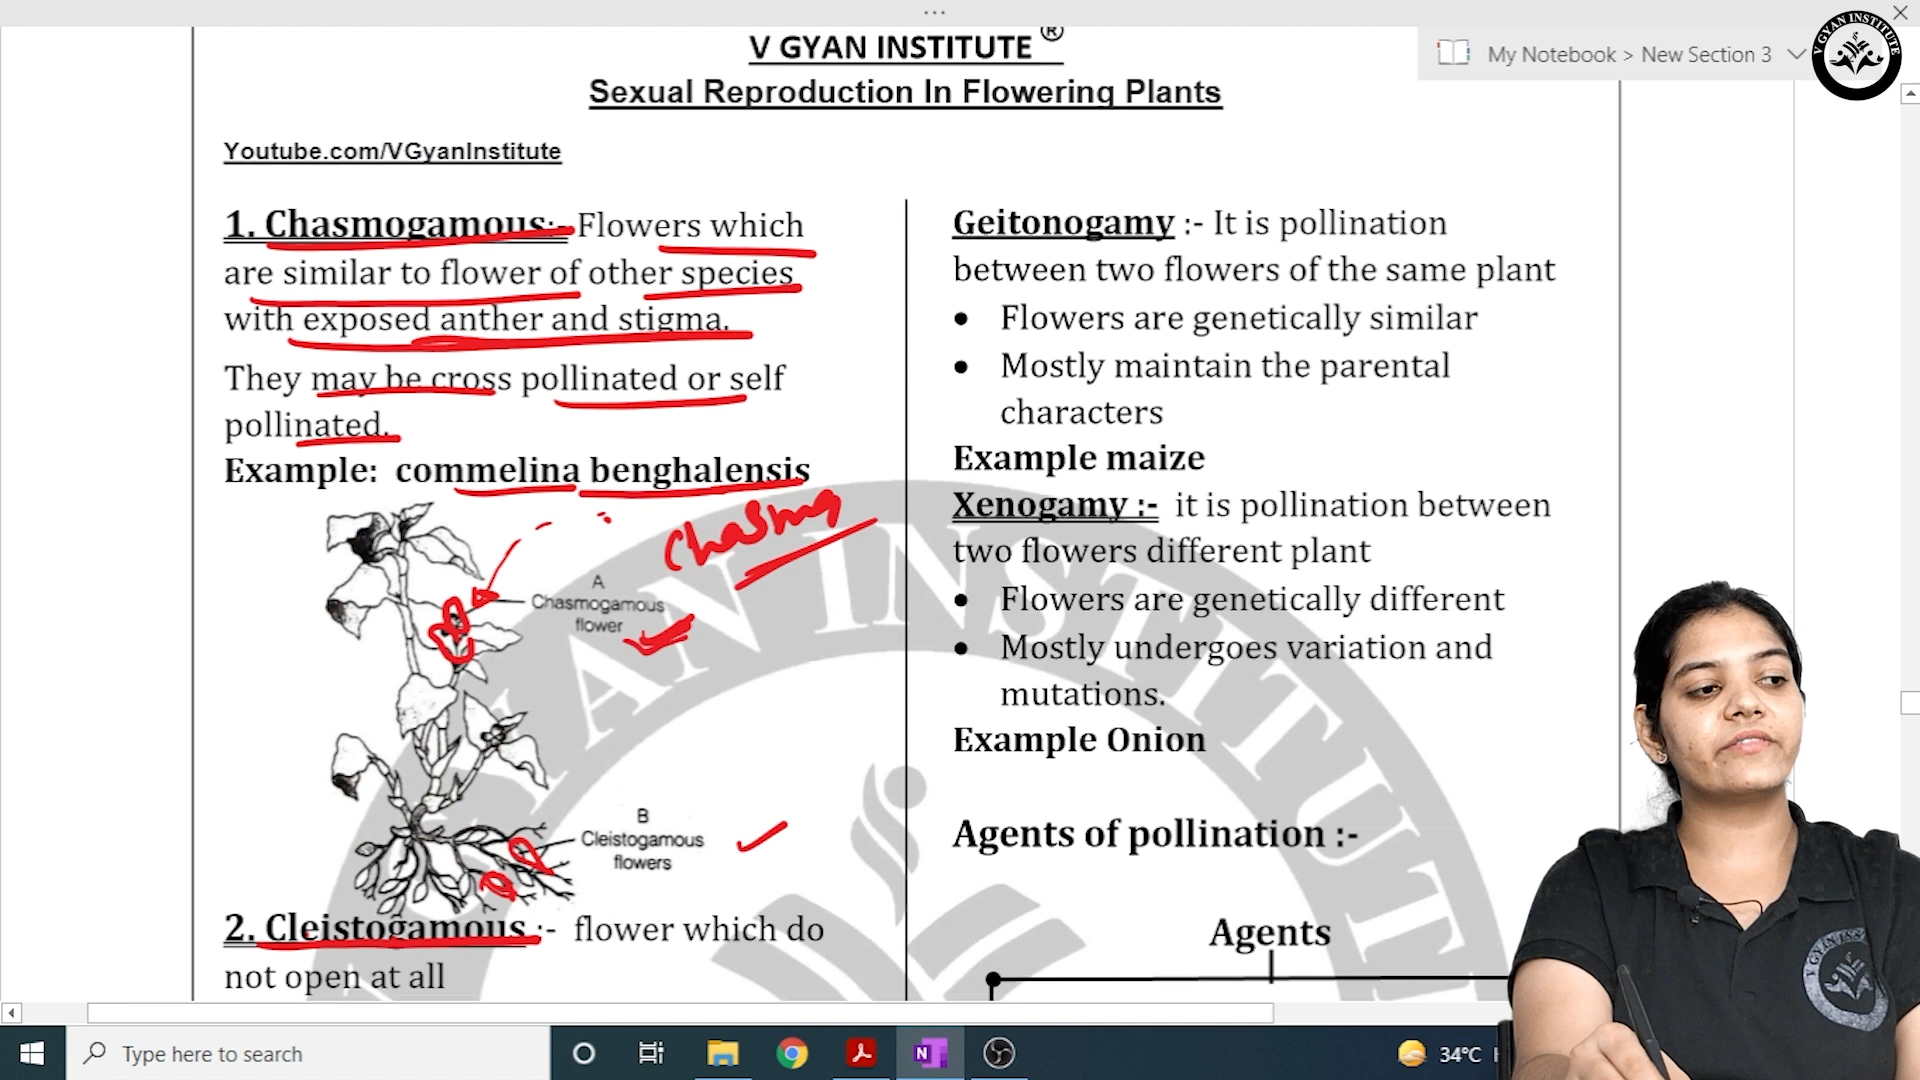 V GYAN INSTITUTE ®
Sexual Reproduction In Flowering Plants
My Notebook > New Section 3
V GYAN INSTITUTE
Youtube.com/VGyanInstitute
1. Chasmogamous:- Flowers which
are similar to flower of other species
with exposed anther and stigma.
They may be cross pollinated or self
pollinated.
Example: commelina benghalensis
Chasmo
A
Chasmogamous
flower
B
Cleistogamous
flowers
2. Cleistogamous :- flower which do
not open at all
Geitonogamy :- It is pollination
between two flowers of the same plant
• Flowers are genetically similar
• Mostly maintain the parental
characters
Example maize
Xenogamy :- it is pollination between
two flowers different plant
• Flowers are genetically different
• Mostly undergoes variation and
mutations.
Example Onion
Agents of pollination :-
Agents
GYAN INSTITUT
Type here to search
34°C